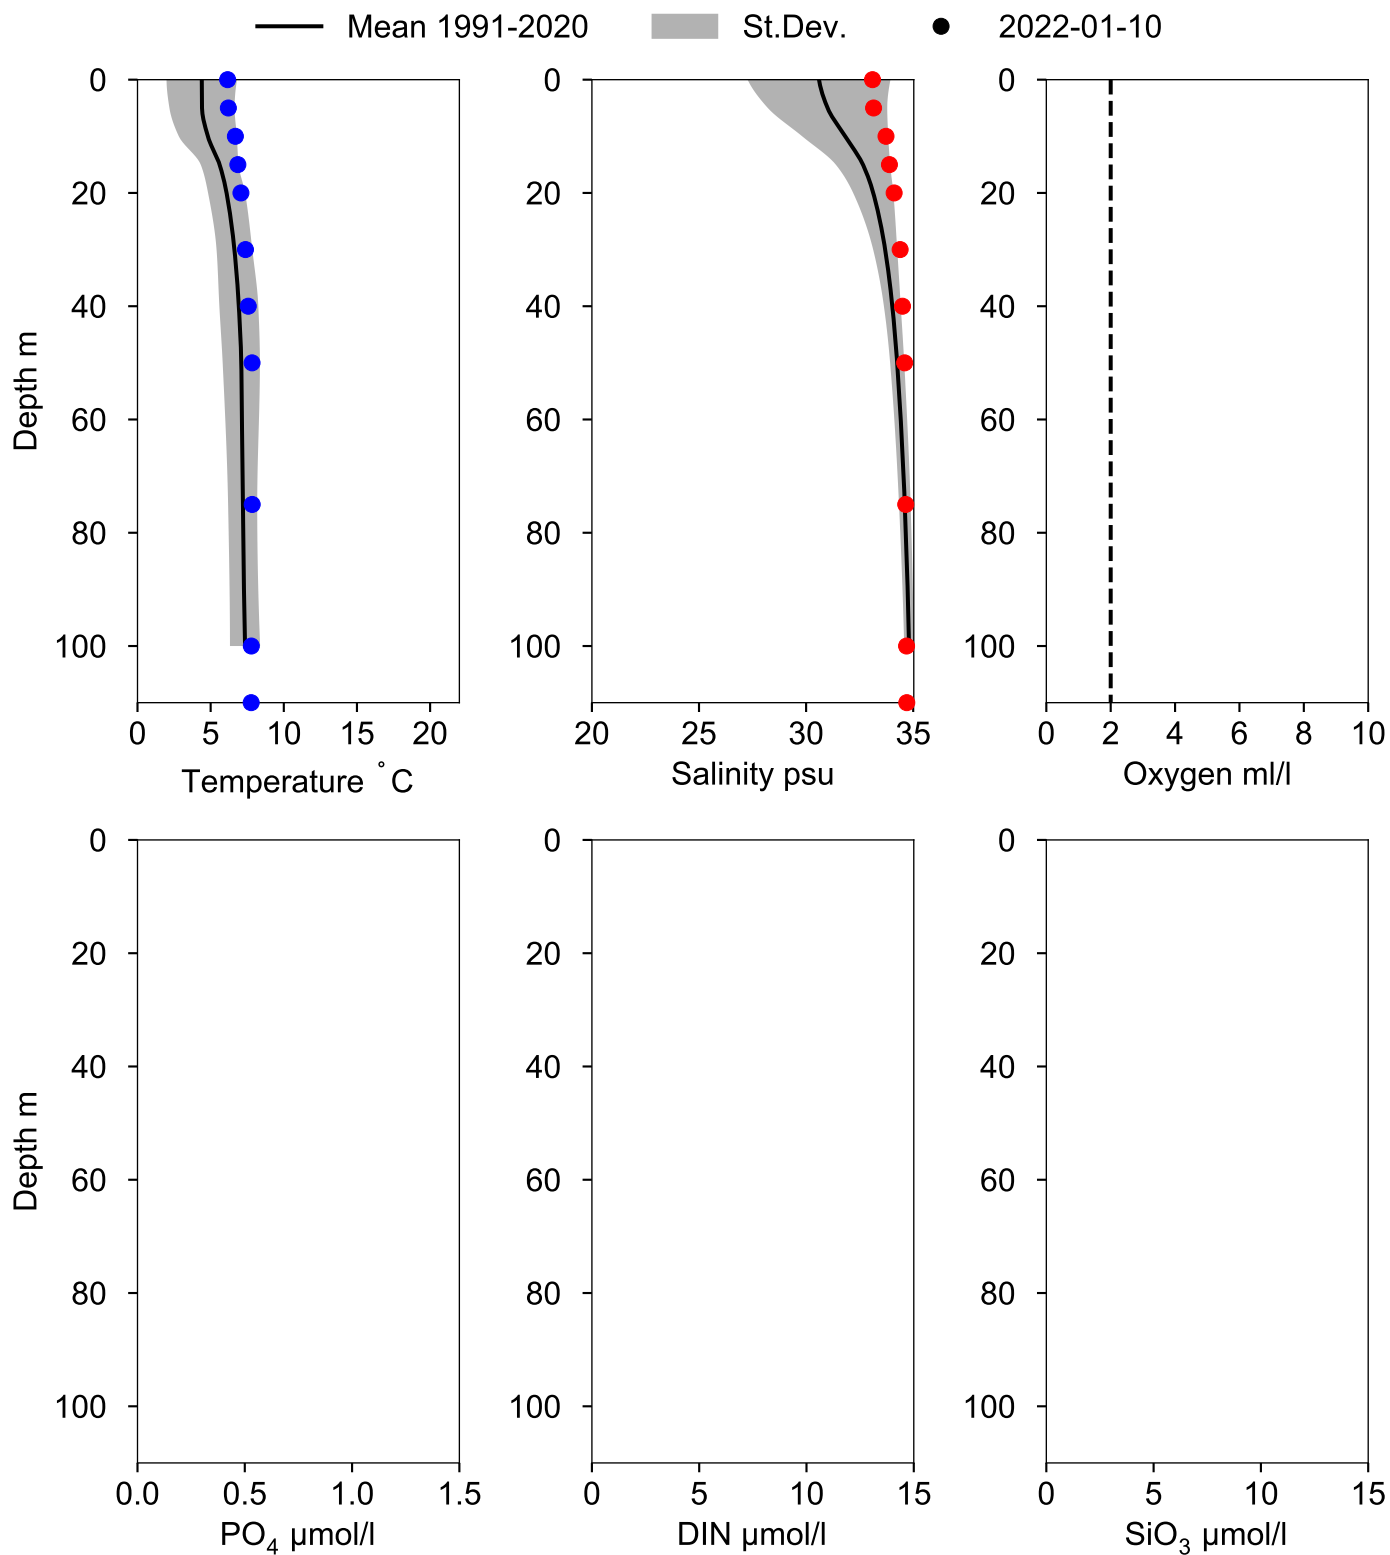 Mean 1991-2020 St.Dev. 2022-01-10
0 0 0
20 20 20
40 40 40
60 60 60
80 80 80
100 100 100
Depth m
0 5 10 15 20 20 25 30 35 0 2 4 6 8 10
Temperature °C Salinity psu Oxygen ml/l
0 0 0
20 20 20
40 40 40
60 60 60
80 80 80
100 100 100
Depth m
0.0 0.5 1.0 1.5 0 5 10 15 0 5 10 15
PO₄ µmol/l DIN µmol/l SiO₃ µmol/l